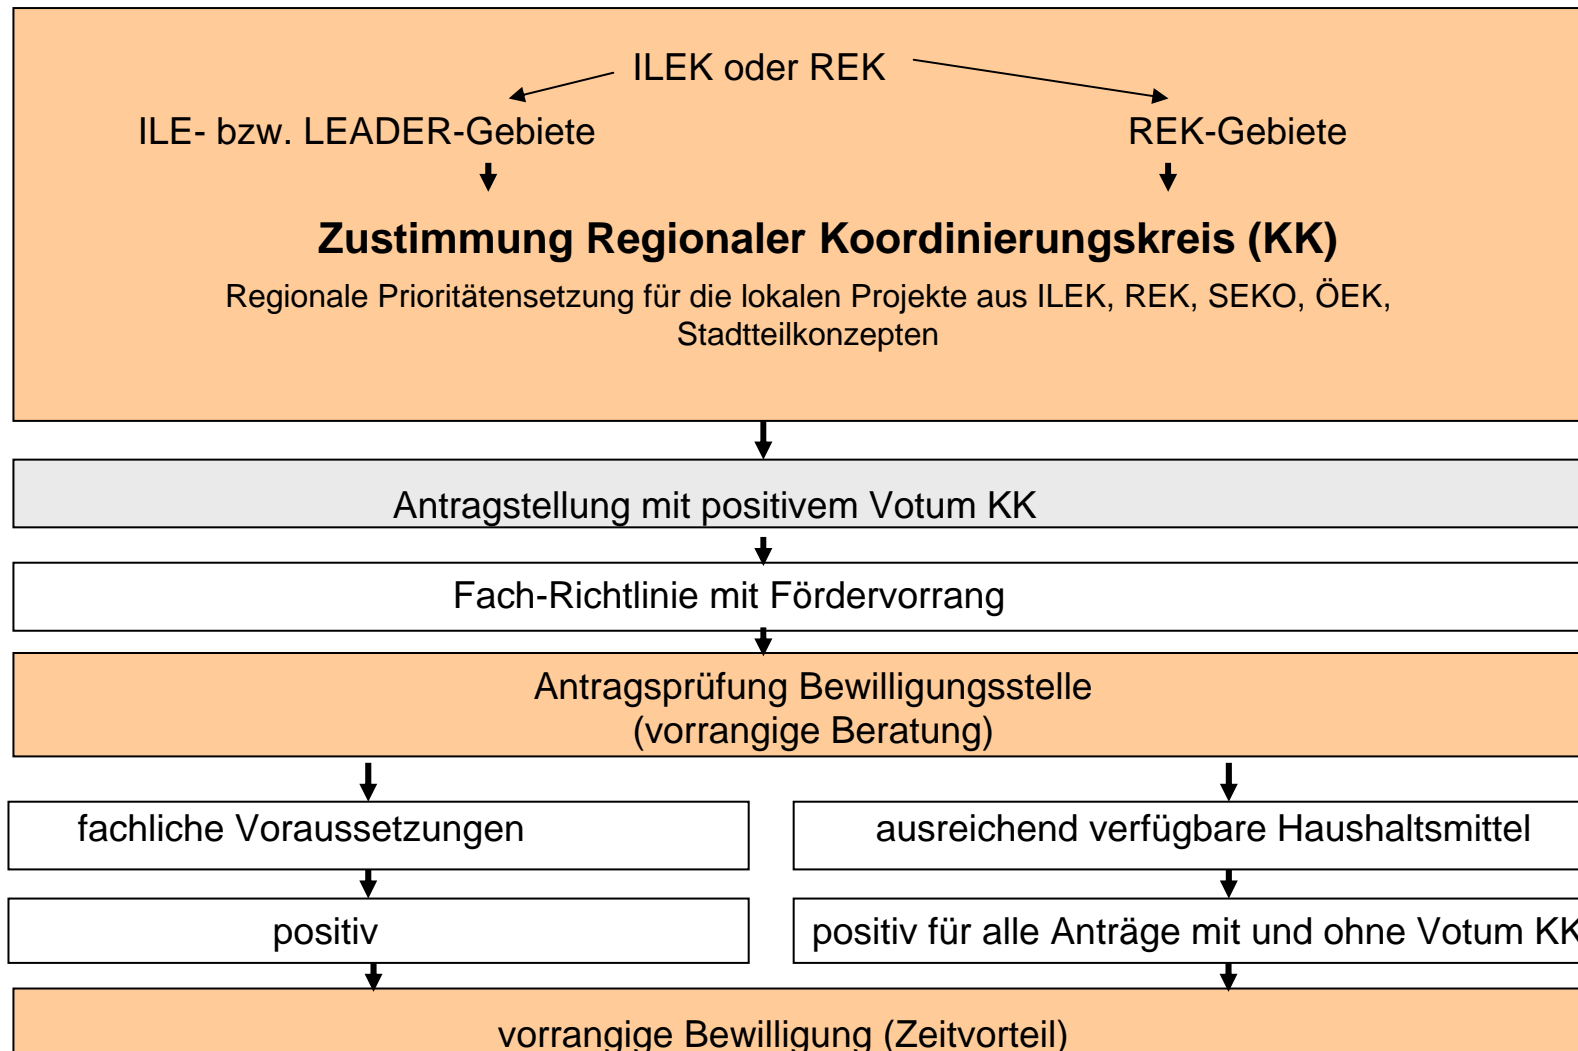 ILEK oder REK
ILE- bzw. LEADER-Gebiete
REK-Gebiete
Zustimmung Regionaler Koordinierungskreis (KK)
Regionale Prioritätensetzung für die lokalen Projekte aus ILEK, REK, SEKO, ÖEK,
Stadtteilkonzepten
Antragstellung mit positivem Votum KK
Fach-Richtlinie mit Fördervorrang
Antragsprüfung Bewilligungsstelle
(vorrangige Beratung)
fachliche Voraussetzungen
ausreichend verfügbare Haushaltsmittel
positiv
positiv für alle Anträge mit und ohne Votum KK
vorrangige Bewilligung (Zeitvorteil)